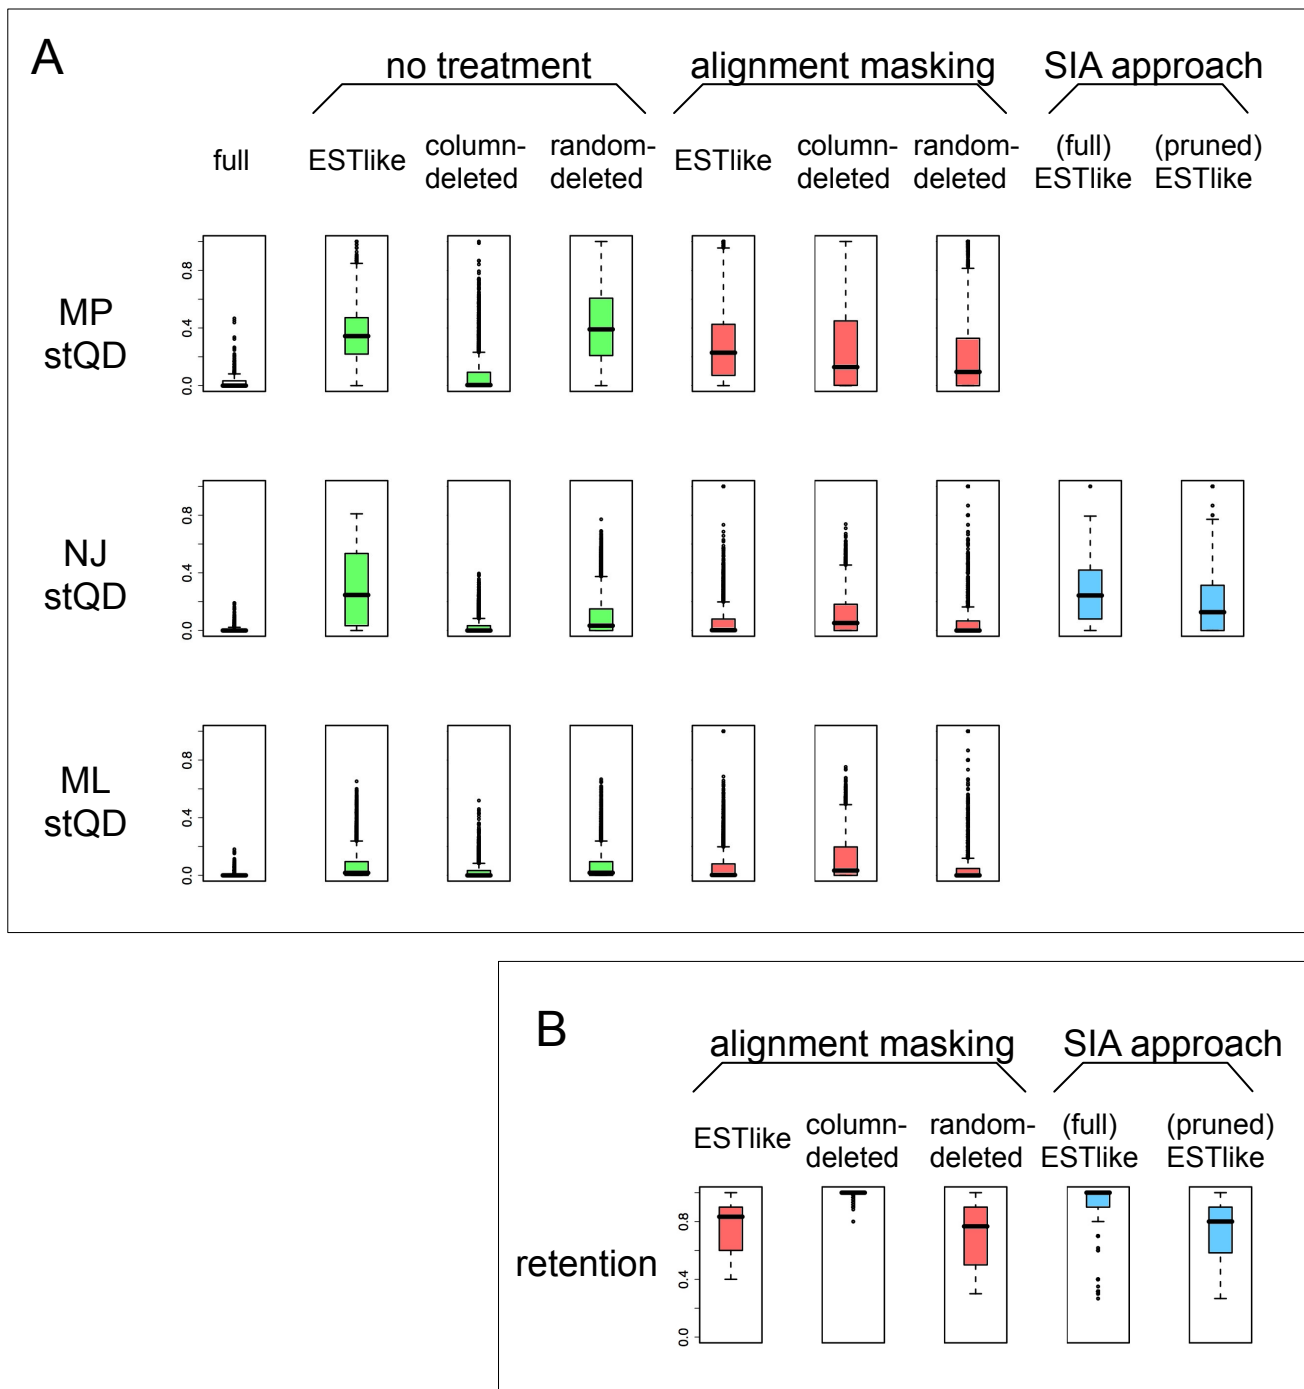 A
no treatment alignment masking SIA approach
full ESTlike column-deleted random-deleted ESTlike column-deleted random-deleted (full) ESTlike (pruned) ESTlike
MP
stQD
0.0 0.4 0.8
NJ
stQD
0.0 0.4 0.8
ML
stQD
0.0 0.4 0.8
B
alignment masking SIA approach
ESTlike column-deleted random-deleted (full) ESTlike (pruned) ESTlike
retention
0.0 0.4 0.8